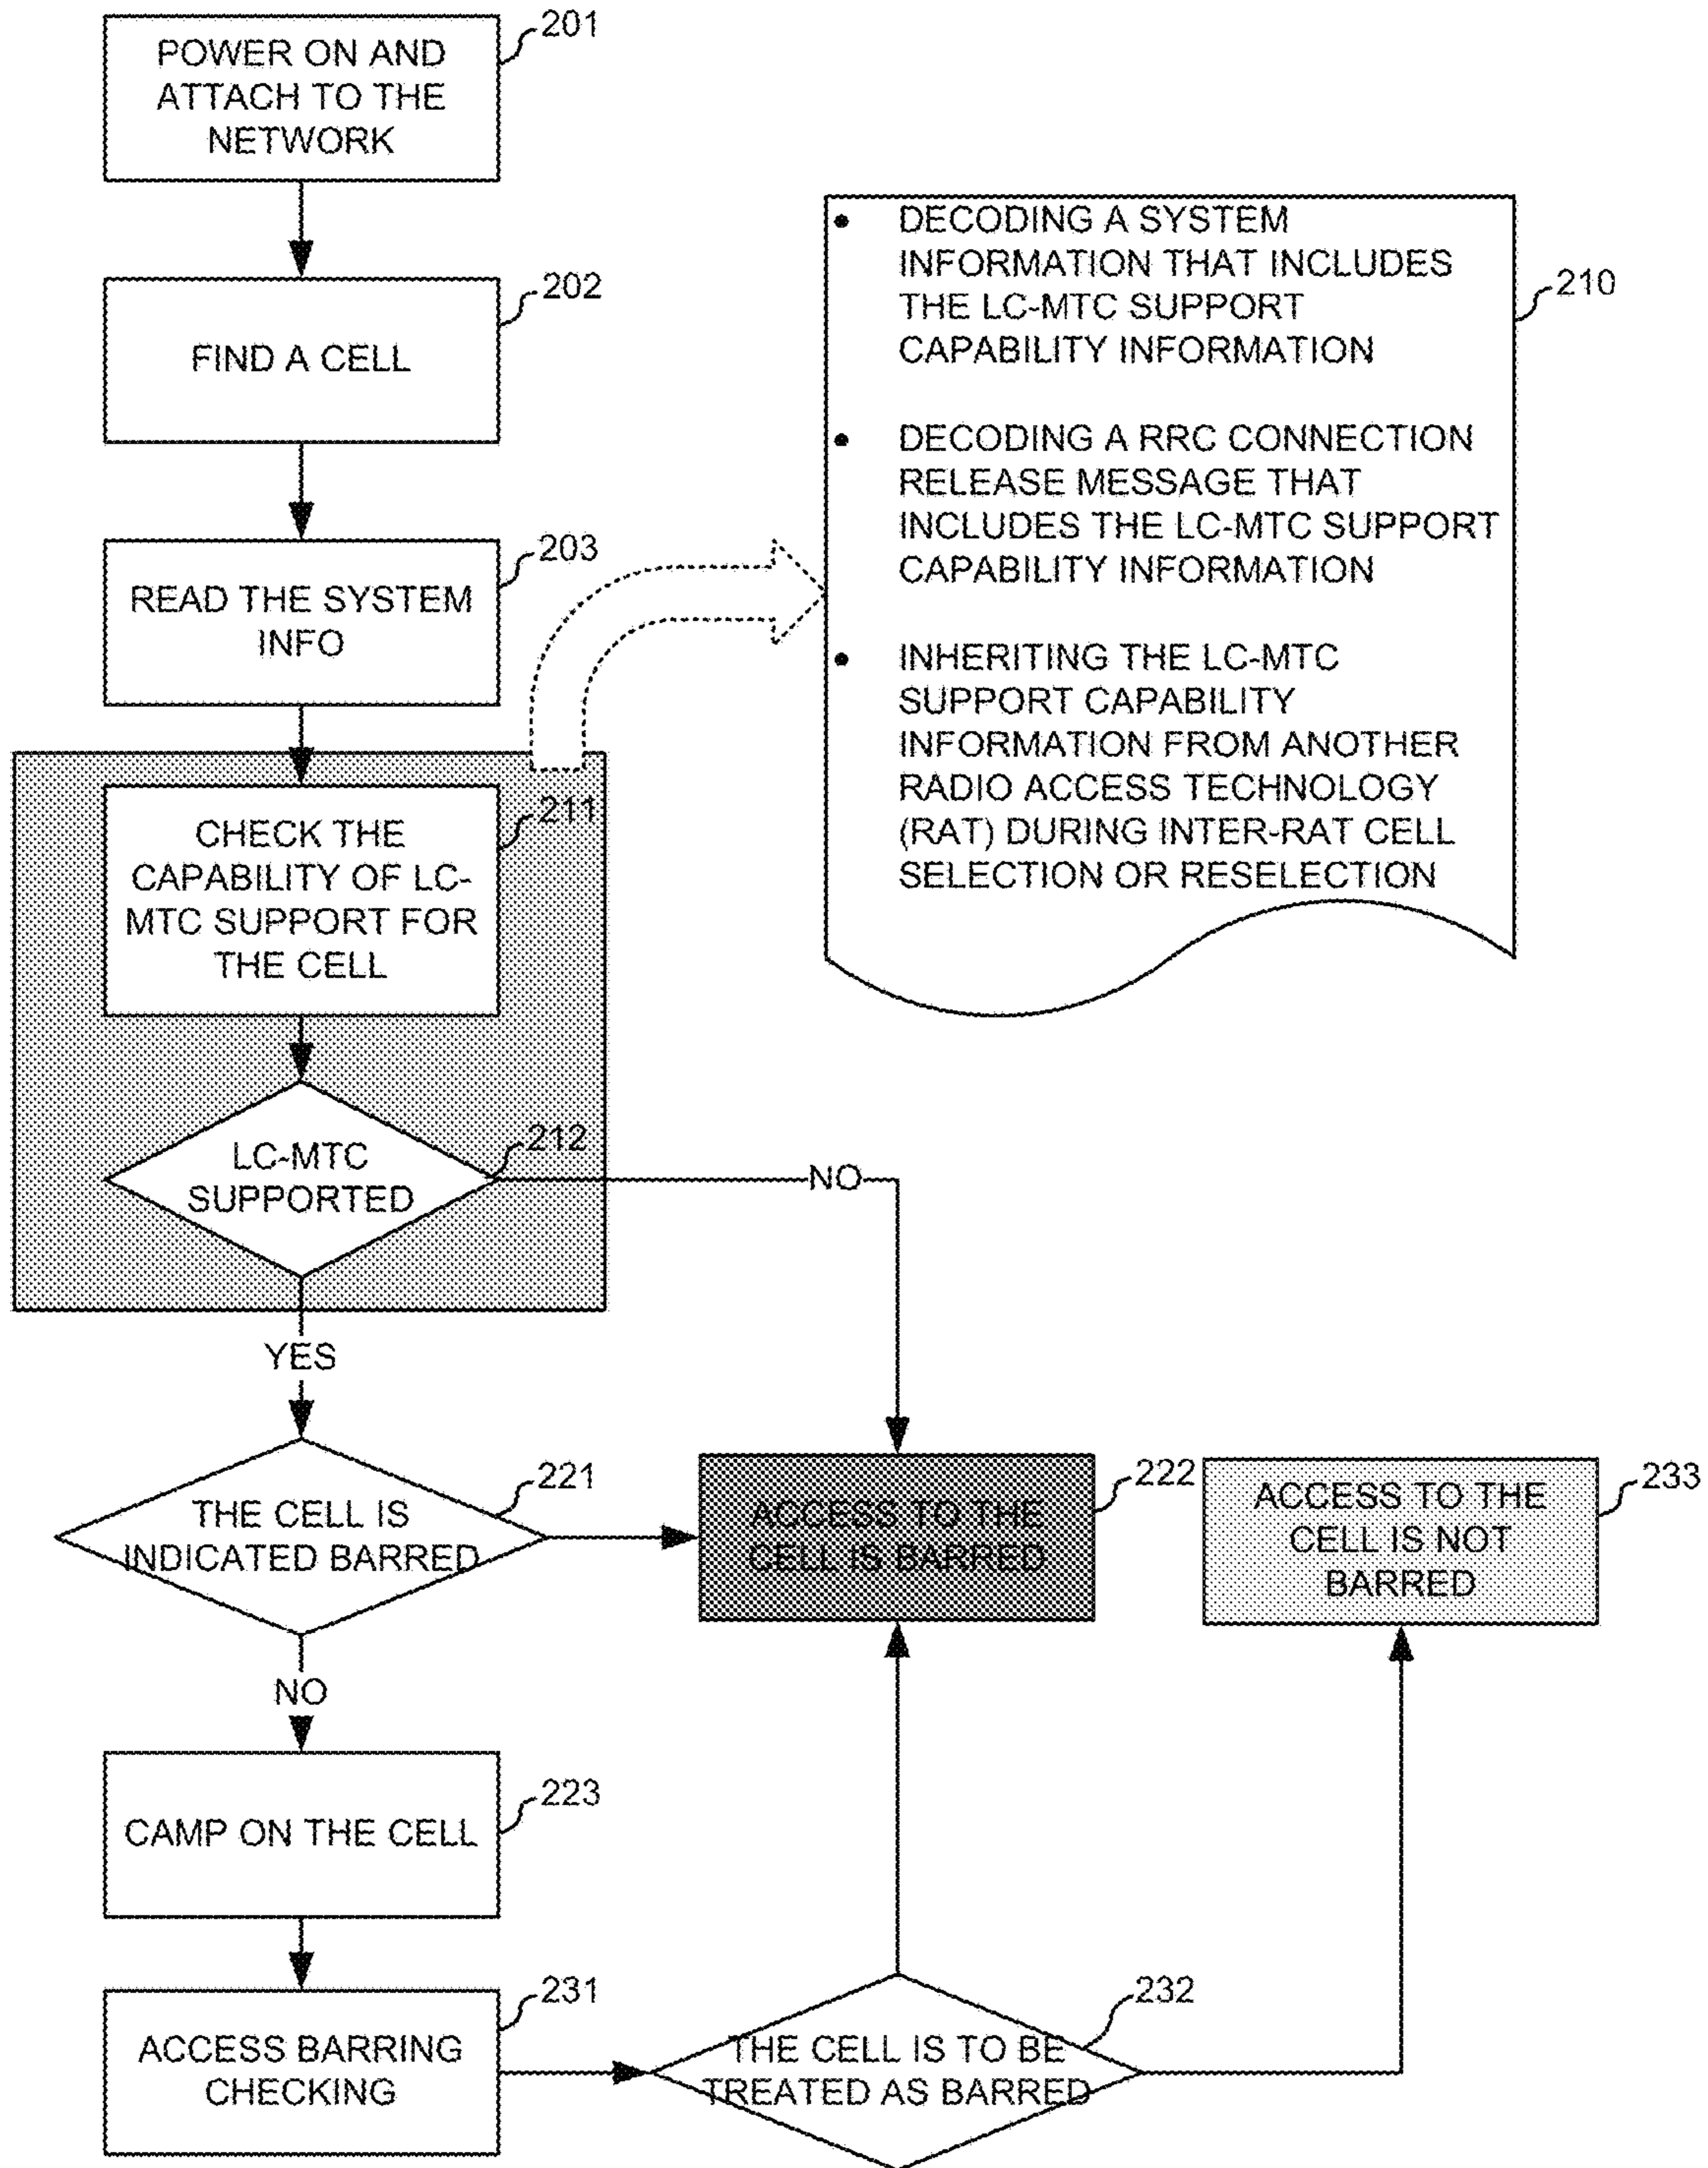 201
POWER ON AND
ATTACH TO THE
NETWORK
202
FIND A CELL
203
READ THE SYSTEM
INFO
210
• DECODING A SYSTEM
INFORMATION THAT INCLUDES
THE LC-MTC SUPPORT
CAPABILITY INFORMATION
• DECODING A RRC CONNECTION
RELEASE MESSAGE THAT
INCLUDES THE LC-MTC SUPPORT
CAPABILITY INFORMATION
• INHERITING THE LC-MTC
SUPPORT CAPABILITY
INFORMATION FROM ANOTHER
RADIO ACCESS TECHNOLOGY
(RAT) DURING INTER-RAT CELL
SELECTION OR RESELECTION
211
CHECK THE
CAPABILITY OF LC-
MTC SUPPORT FOR
THE CELL
212
LC-MTC
SUPPORTED
NO
YES
221
THE CELL IS
INDICATED BARRED
222
ACCESS TO THE
CELL IS BARRED
233
ACCESS TO THE
CELL IS NOT
BARRED
NO
223
CAMP ON THE CELL
231
ACCESS BARRING
CHECKING
232
THE CELL IS TO BE
TREATED AS BARRED